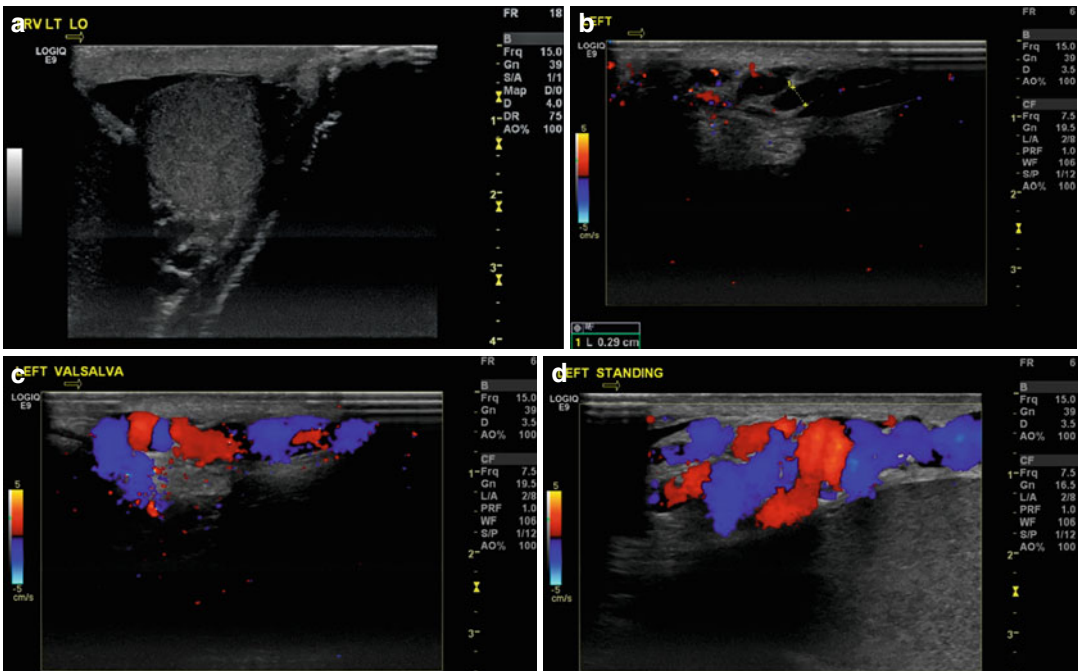 a
RV LT LO
LOGIQ
E9
FR 18
B
Frq 15.0
Gn 39
S/A 1/1
Map D/0
D 4.0
DR 75
AO% 100
1
2
3
4
b
LEFT
LOGIQ
E9
FR 6
B
Frq 15.0
Gn 39
D 3.5
AO% 100
CF
Frq 7.5
Gn 19.5
L/A 2/8
PRF 1.0
WF 106
S/P 1/12
AO% 100
5
-5
cm/s
1
2
3
1 L 0.29 cm
c
LEFT VALSALVA
LOGIQ
E9
FR 6
B
Frq 15.0
Gn 39
D 3.5
AO% 100
CF
Frq 7.5
Gn 19.5
L/A 2/8
PRF 1.0
WF 106
S/P 1/12
AO% 100
5
-5
cm/s
1
2
3
d
LEFT STANDING
LOGIQ
E9
FR 6
B
Frq 15.0
Gn 39
D 3.5
AO% 100
CF
Frq 7.5
Gn 16.5
L/A 2/8
PRF 1.0
WF 106
S/P 1/12
AO% 100
5
-5
cm/s
1
2
3